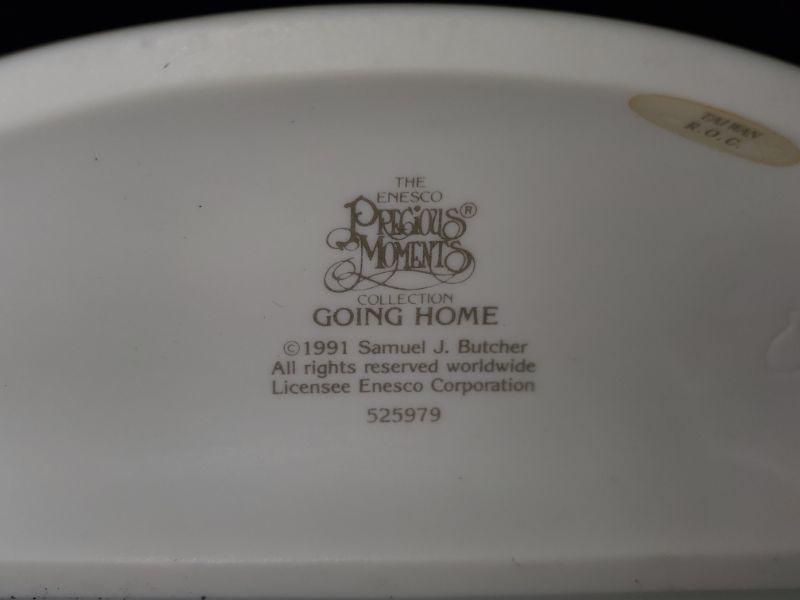 THE
ENESCO
PRECIOUS®
MOMENTS
COLLECTION
GOING HOME
©1991 Samuel J. Butcher
All rights reserved worldwide
Licensee Enesco Corporation
525979
TAIWAN
R.O.C.